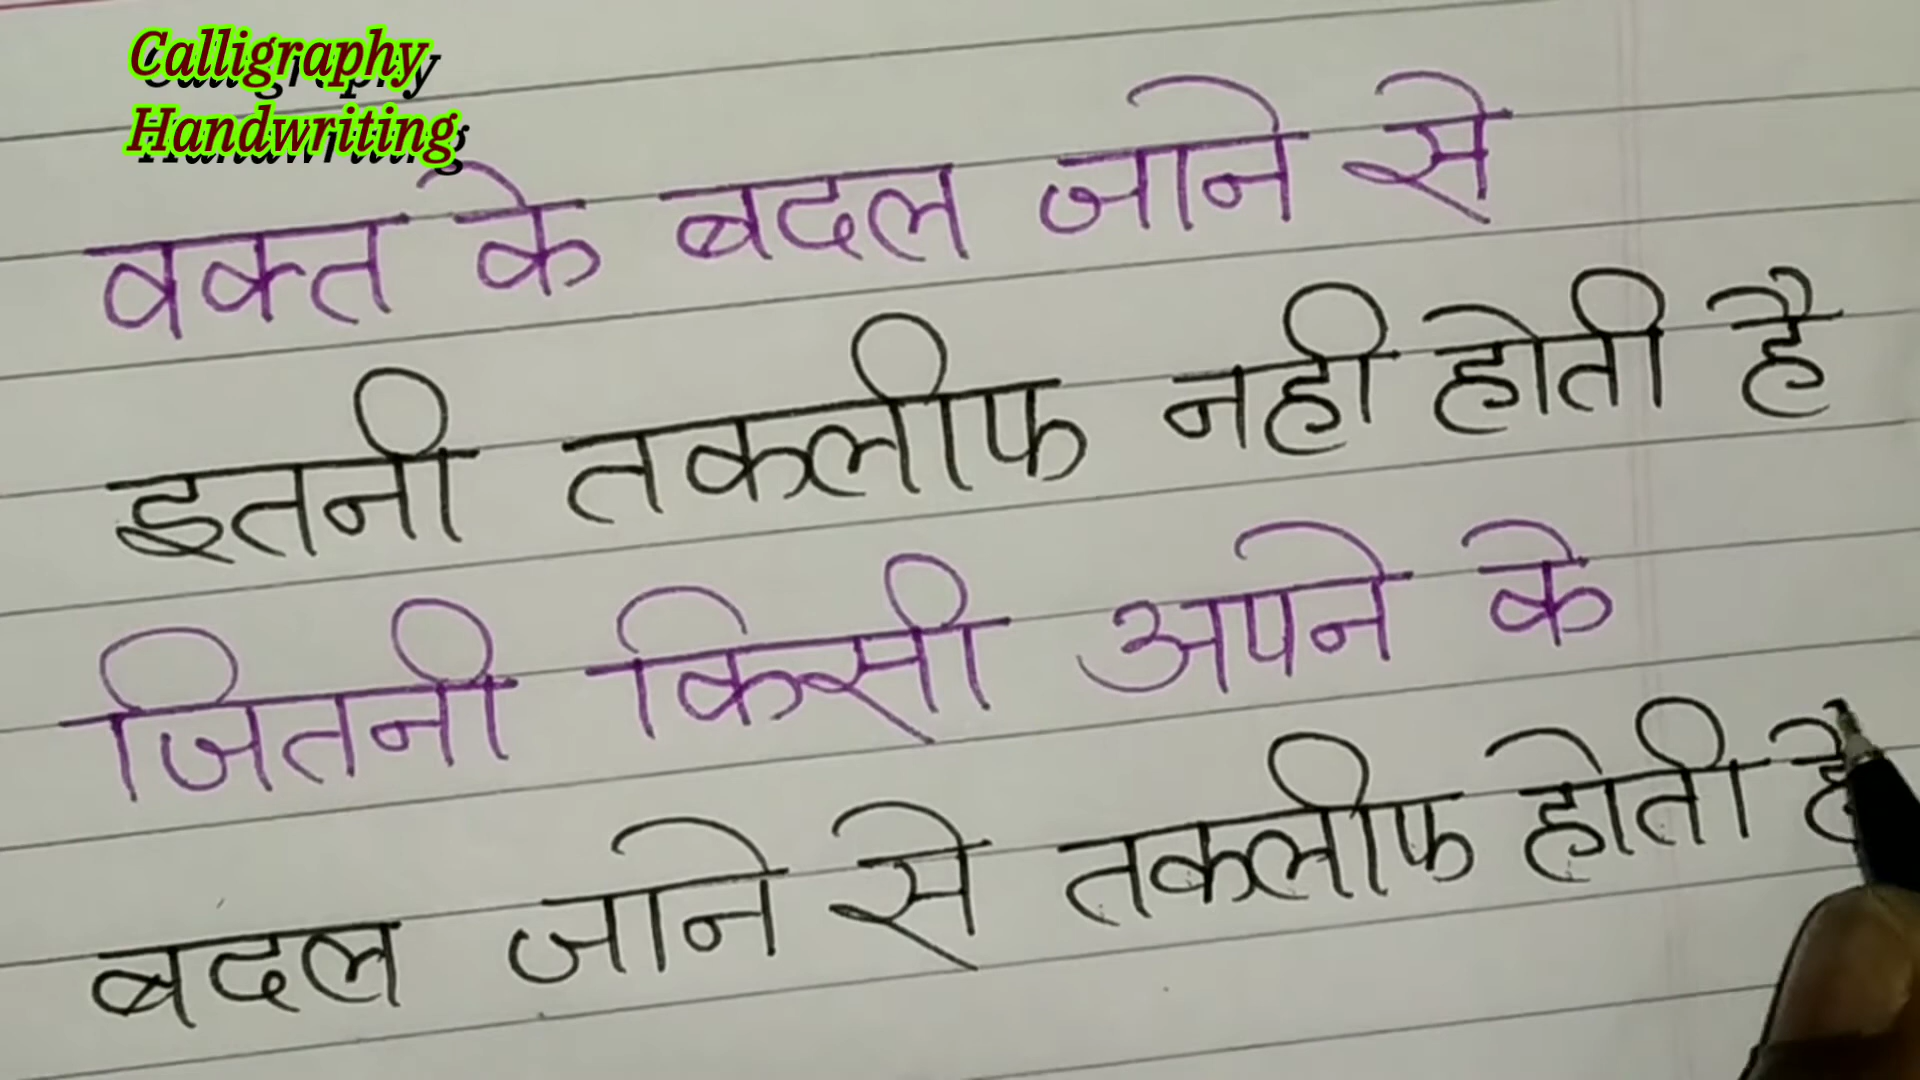 Calligraphy
Handwriting
वक्त के बदल जाने से
इतनी तकलीफ नही होती है
जितनी किसी अपने के
बदल जाने से तकलीफ होती है